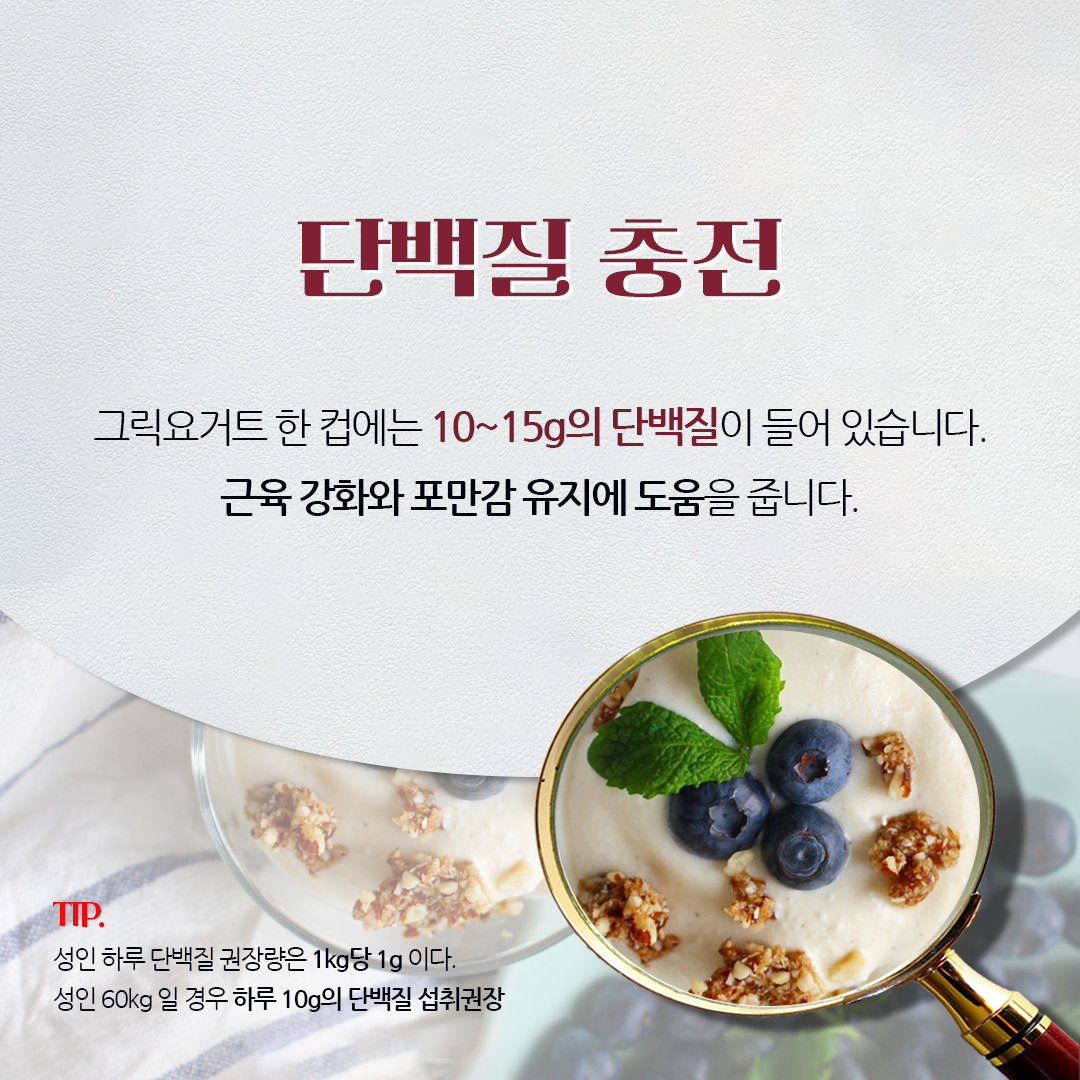 단백질 충전
그릭요거트 한 컵에는 10~15g의 단백질이 들어 있습니다.
근육 강화와 포만감 유지에 도움을 줍니다.
TIP.
성인 하루 단백질 권장량은 1kg당 1g 이다.
성인 60kg 일 경우 하루 10g의 단백질 섭취권장